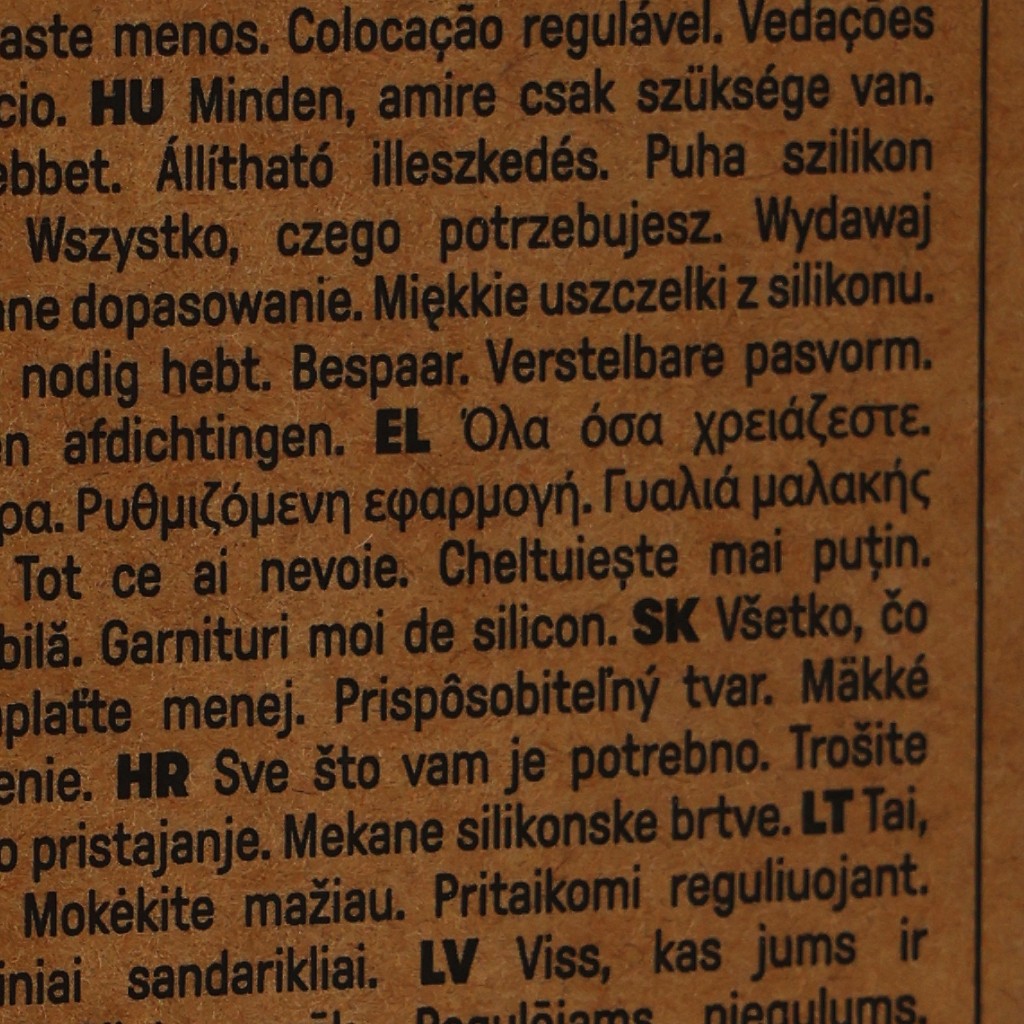 aste menos. Colocação regulável. Vedações
cio. HU Minden, amire csak szüksége van.
ebbet. Állítható illeszkedés. Puha szilikon
Wszystko, czego potrzebujesz. Wydawaj
ne dopasowanie. Miękkie uszczelki z silikonu.
nodig hebt. Bespaar. Verstelbare pasvorm.
en afdichtingen. EL Όλα όσα χρειάζεστε.
ρα. Ρυθμιζόμενη εφαρμογή. Γυαλιά μαλακής
Tot ce ai nevoie. Cheltuiește mai puțin.
bilă. Garnituri moi de silicon. SK Všetko, čo
plaťte menej. Prispôsobiteľný tvar. Mäkké
enie. HR Sve što vam je potrebno. Trošite
o pristajanje. Mekane silikonske brtve. LT Tai,
Mokėkite mažiau. Pritaikomi reguliuojant.
iniai sandarikliai. LV Viss, kas jums ir
Regulējams piegulums.